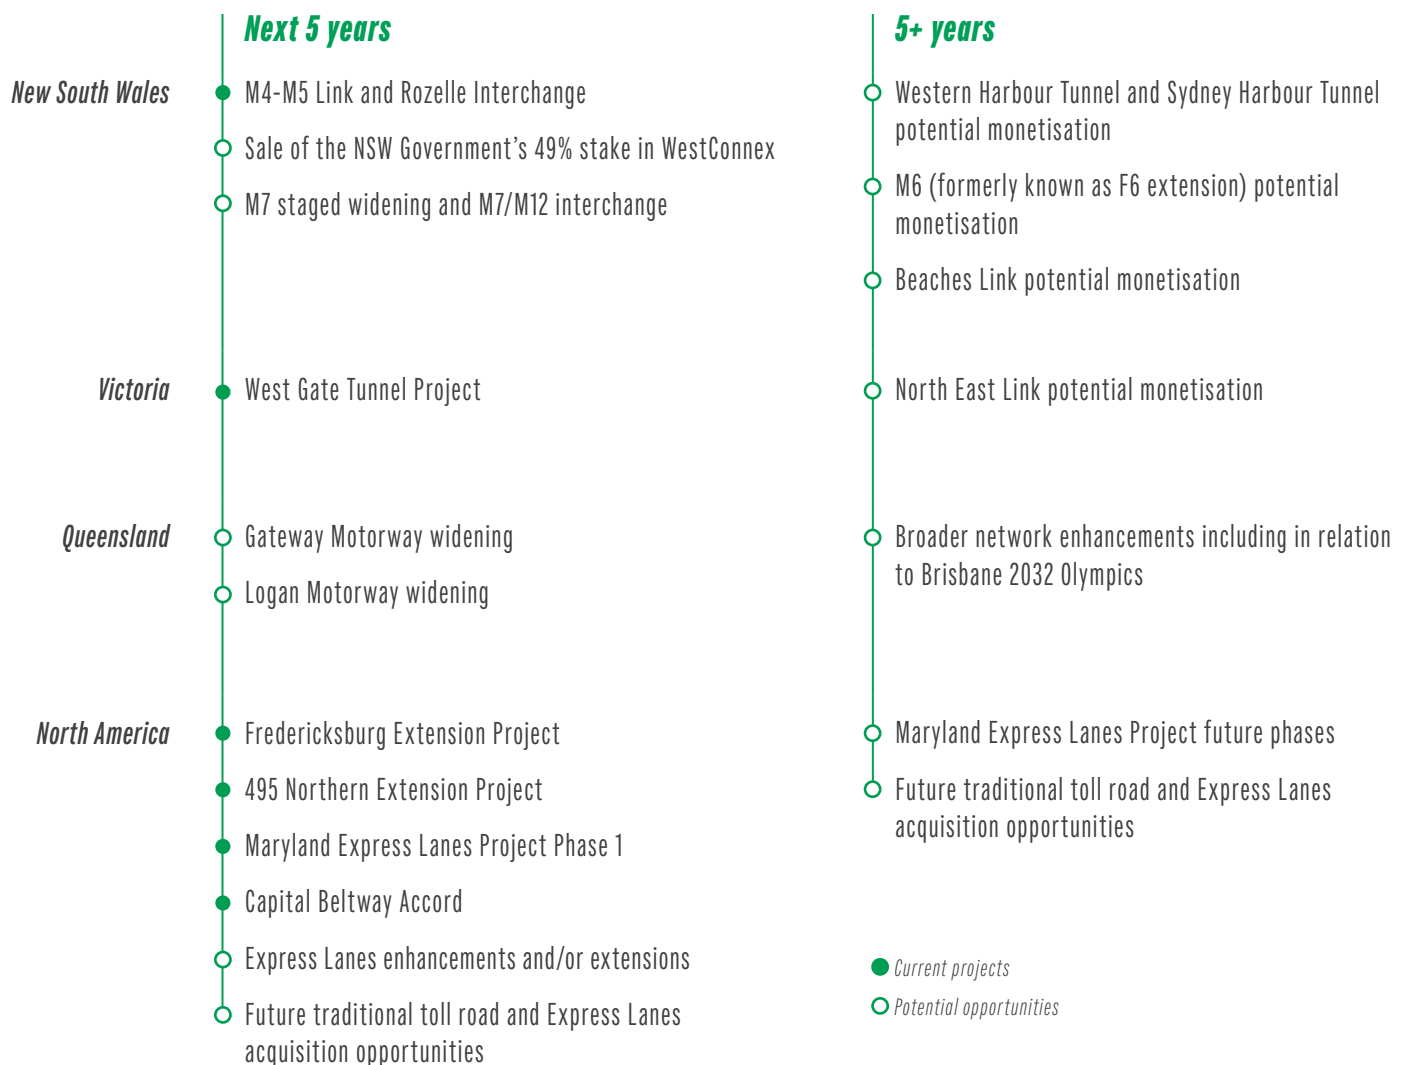 Next 5 years
New South Wales
M4-M5 Link and Rozelle Interchange
Sale of the NSW Government’s 49% stake in WestConnex
M7 staged widening and M7/M12 interchange
Victoria
West Gate Tunnel Project
Queensland
Gateway Motorway widening
Logan Motorway widening
North America
Fredericksburg Extension Project
495 Northern Extension Project
Maryland Express Lanes Project Phase 1
Capital Beltway Accord
Express Lanes enhancements and/or extensions
Future traditional toll road and Express Lanes
acquisition opportunities
5+ years
Western Harbour Tunnel and Sydney Harbour Tunnel
potential monetisation
M6 (formerly known as F6 extension) potential
monetisation
Beaches Link potential monetisation
North East Link potential monetisation
Broader network enhancements including in relation
to Brisbane 2032 Olympics
Maryland Express Lanes Project future phases
Future traditional toll road and Express Lanes
acquisition opportunities
Current projects
Potential opportunities